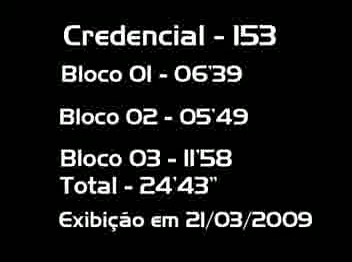 Credencial - 153
Bloco 01 - 06'39
Bloco 02 - 05'49
Bloco 03 - 11'58
Total - 24'43"
Exibição em 21/03/2009